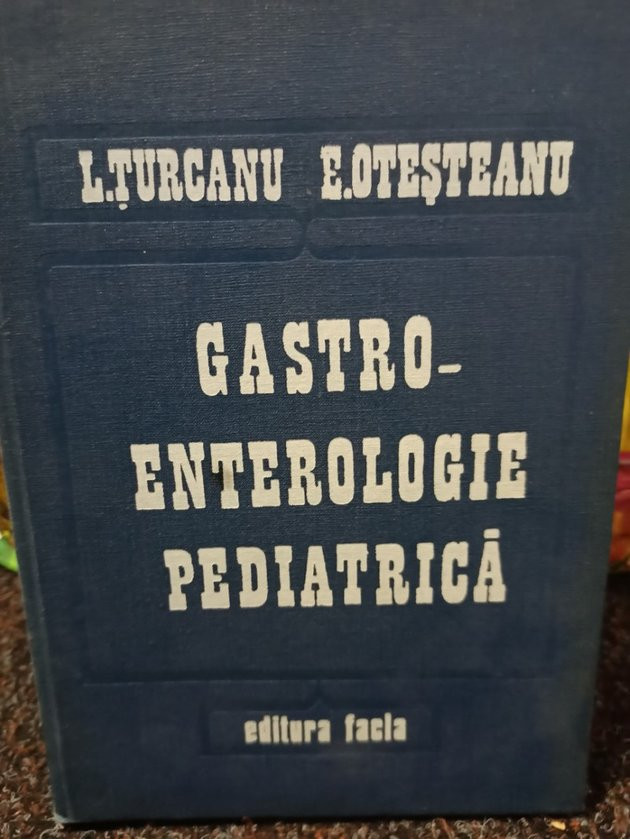 L.ȚURCANU E.OTEȘTEANU
GASTRO-
ENTEROLOGIE
PEDIATRICĂ
editura facla